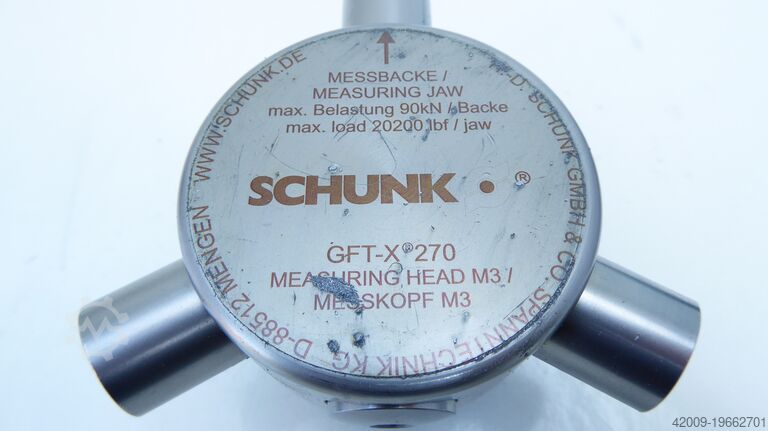 MESSBACKE /
MEASURING JAW
max. Belastung 90kN / Backe
max. load 20200 lbf / jaw
SCHUNK ®
GFT-X® 270
MEASURING HEAD M3 /
MESSKOPF M3
D. SCHUNK GMBH & CO. SPANNTECHNIK KG D-88512 MENGEN WWW.SCHUNK.DE
42009-19662701